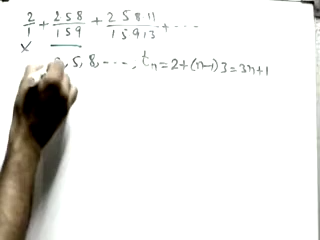 2/1 + 2 5 8/1 5 9 + 2 5 8 11/1 5 9 13 + ...
x
, 5, 8, ..., tn = 2 + (n-1) 3 = 3n+1